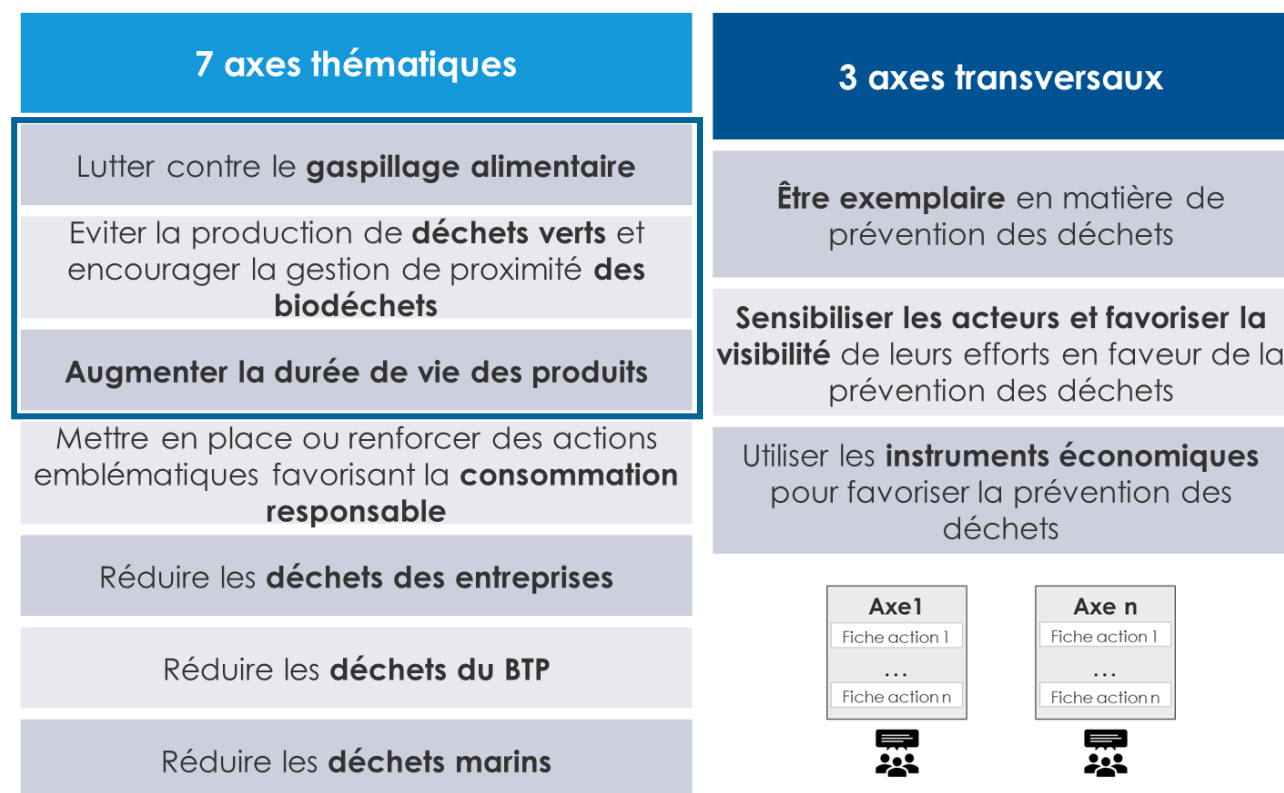 7 axes thématiques
Lutter contre le gaspillage alimentaire
Eviter la production de déchets verts et
encourager la gestion de proximité des
biodéchets
Augmenter la durée de vie des produits
Mettre en place ou renforcer des actions
emblématiques favorisant la consommation
responsable
Réduire les déchets des entreprises
Réduire les déchets du BTP
Réduire les déchets marins
3 axes transversaux
Être exemplaire en matière de
prévention des déchets
Sensibiliser les acteurs et favoriser la
visibilité de leurs efforts en faveur de la
prévention des déchets
Utiliser les instruments économiques
pour favoriser la prévention des
déchets
Axe1
Fiche action 1
...
Fiche action n
Axe n
Fiche action 1
...
Fiche action n